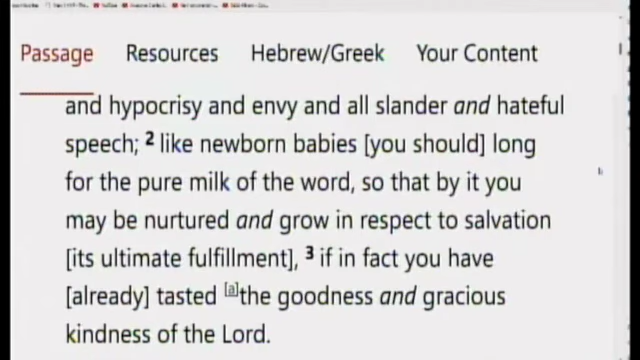 Passage Resources Hebrew/Greek Your Content
and hypocrisy and envy and all slander and hateful
speech; 2 like newborn babies [you should] long
for the pure milk of the word, so that by it you
may be nurtured and grow in respect to salvation
[its ultimate fulfillment], 3 if in fact you have
[already] tasted [a]the goodness and gracious
kindness of the Lord.